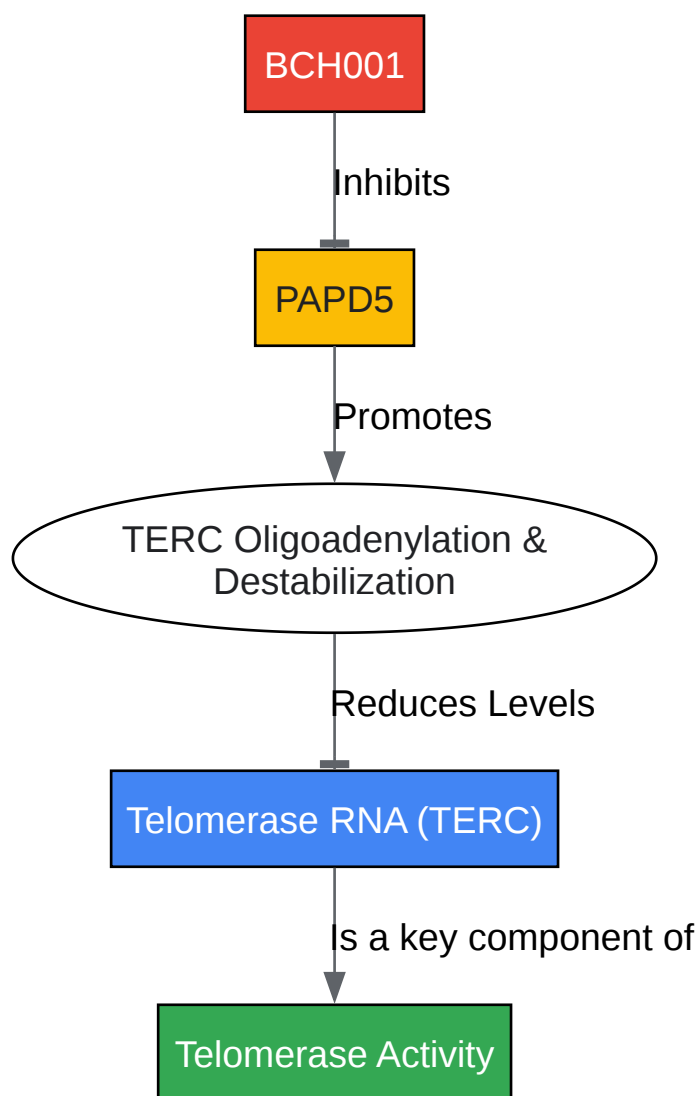 BCH001
Inhibits
PAPD5
Promotes
TERC Oligoadenylation &
Destabilization
Reduces Levels
Telomerase RNA (TERC)
Is a key component of
Telomerase Activity